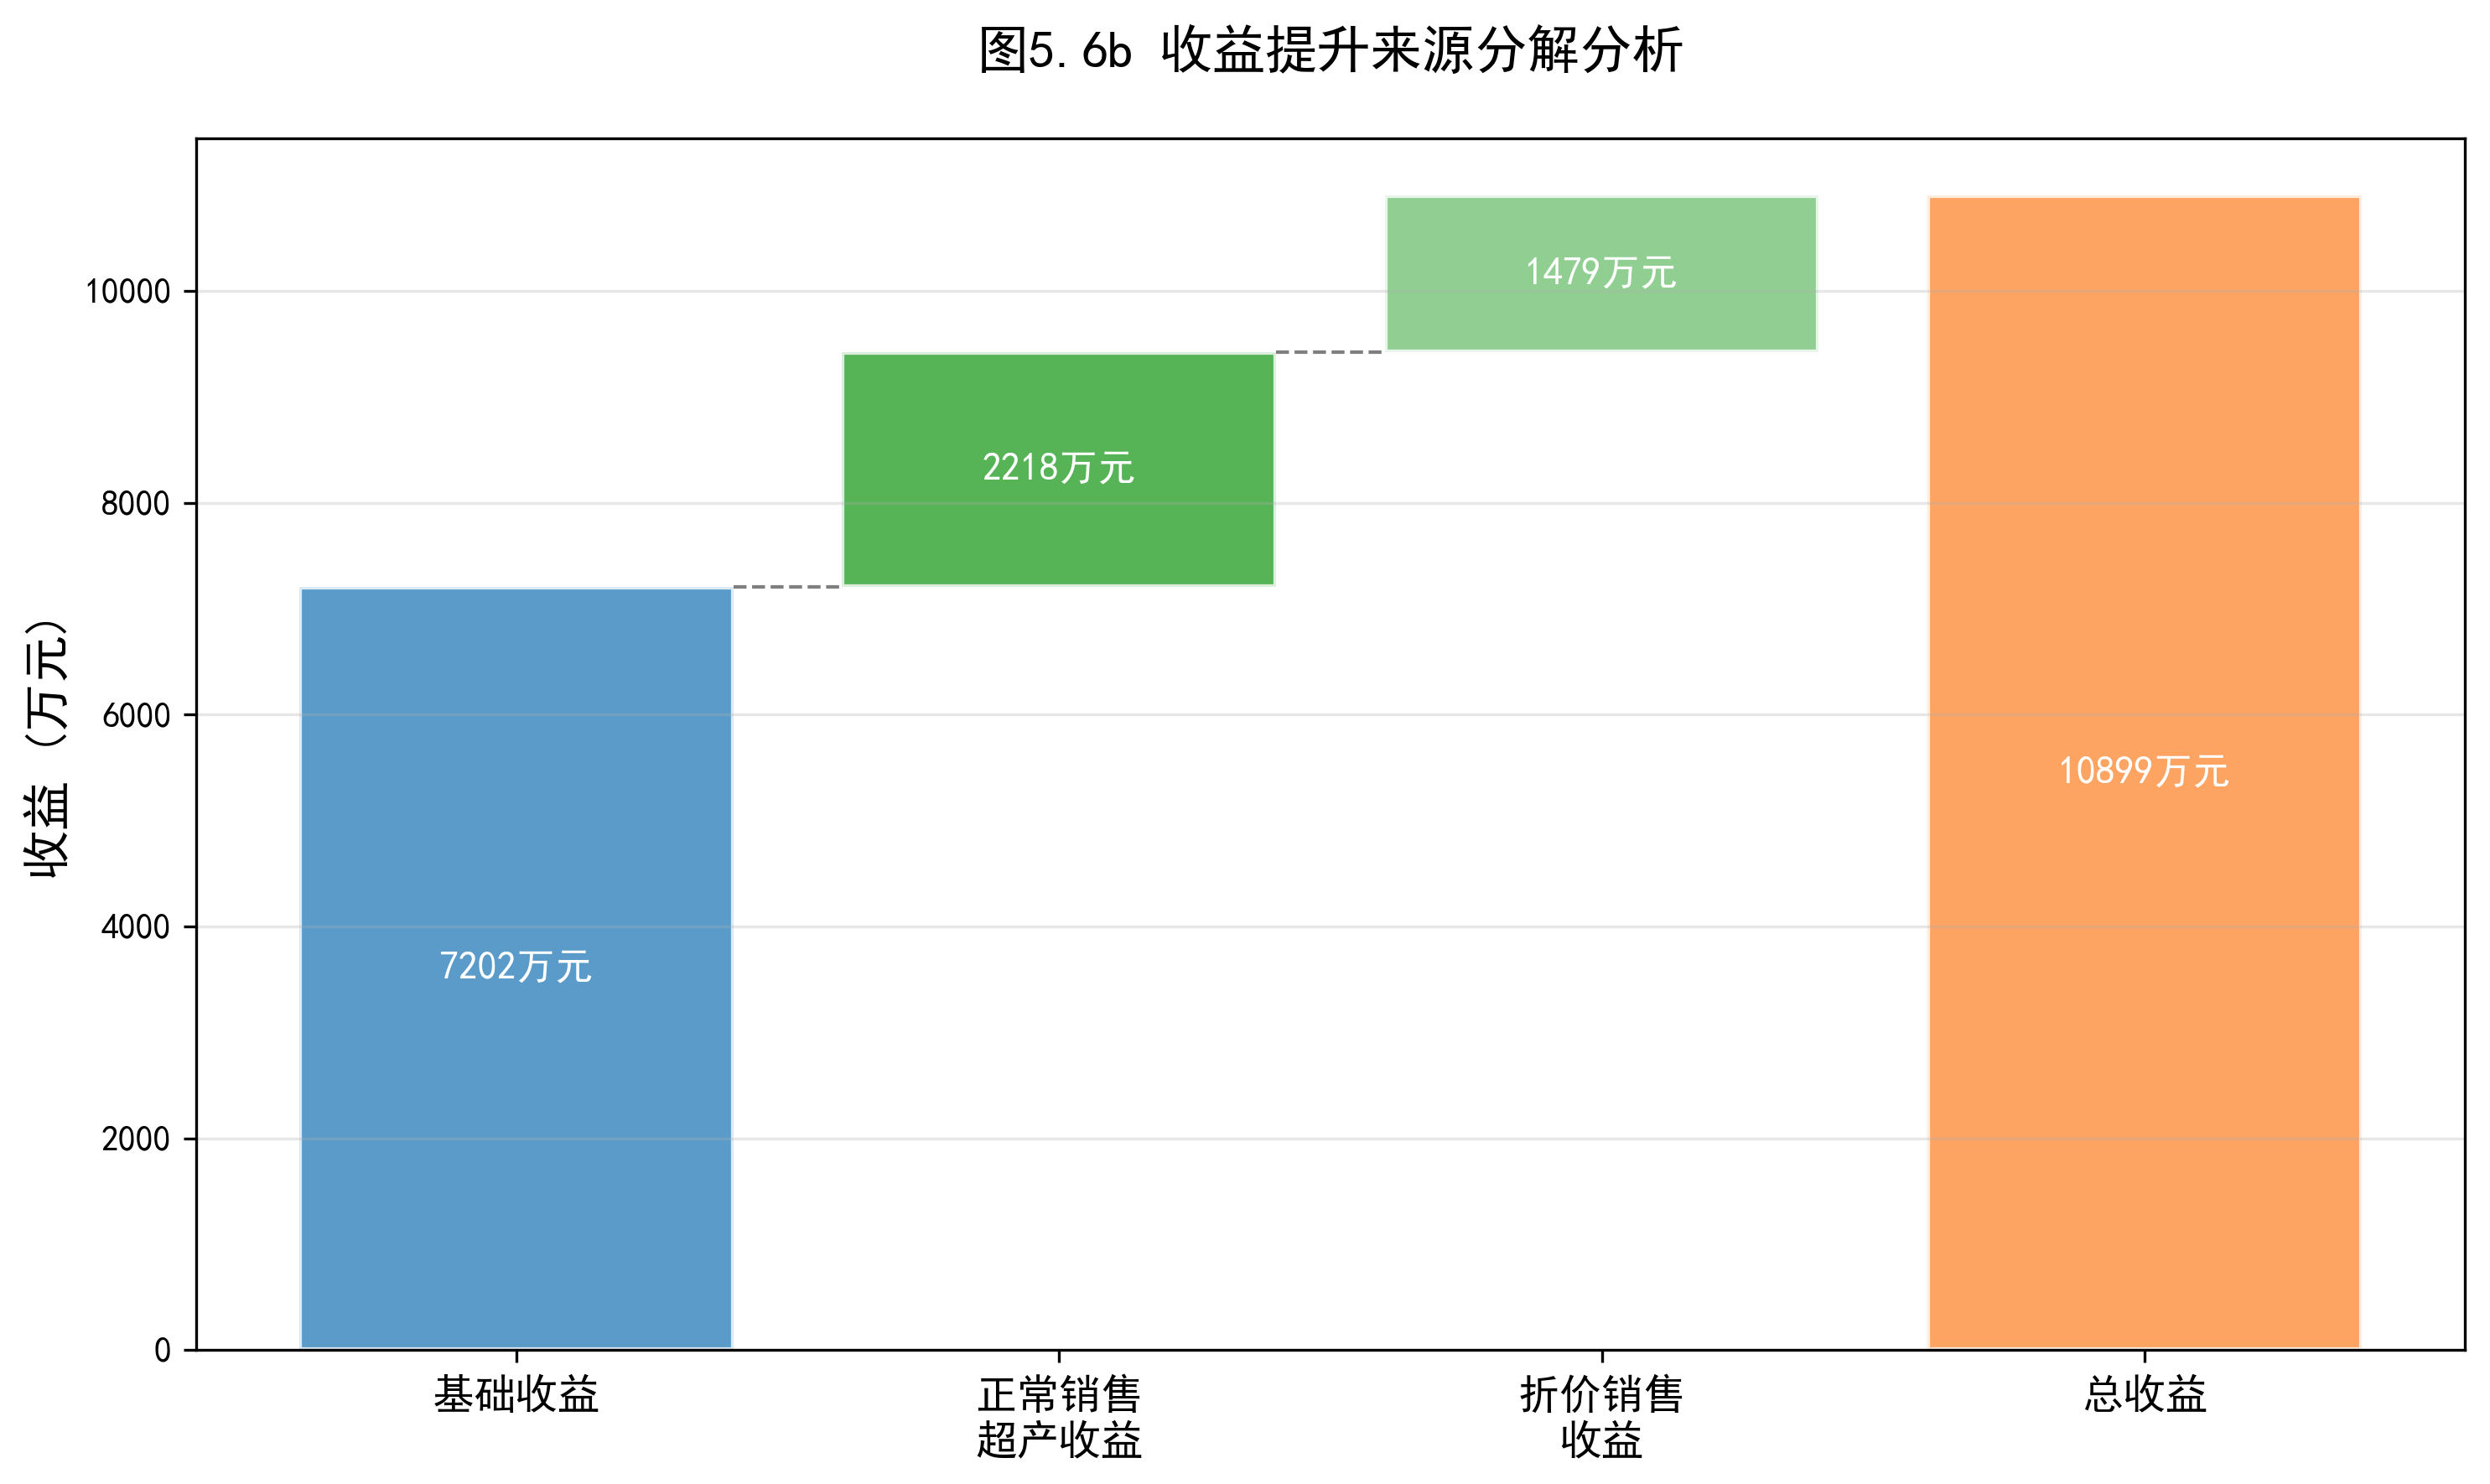 图5.6b 收益提升来源分解分析
收益（万元）
10000
8000
6000
4000
2000
0
7202万元
2218万元
1479万元
10899万元
基础收益
正常销售
超产收益
折价销售
收益
总收益